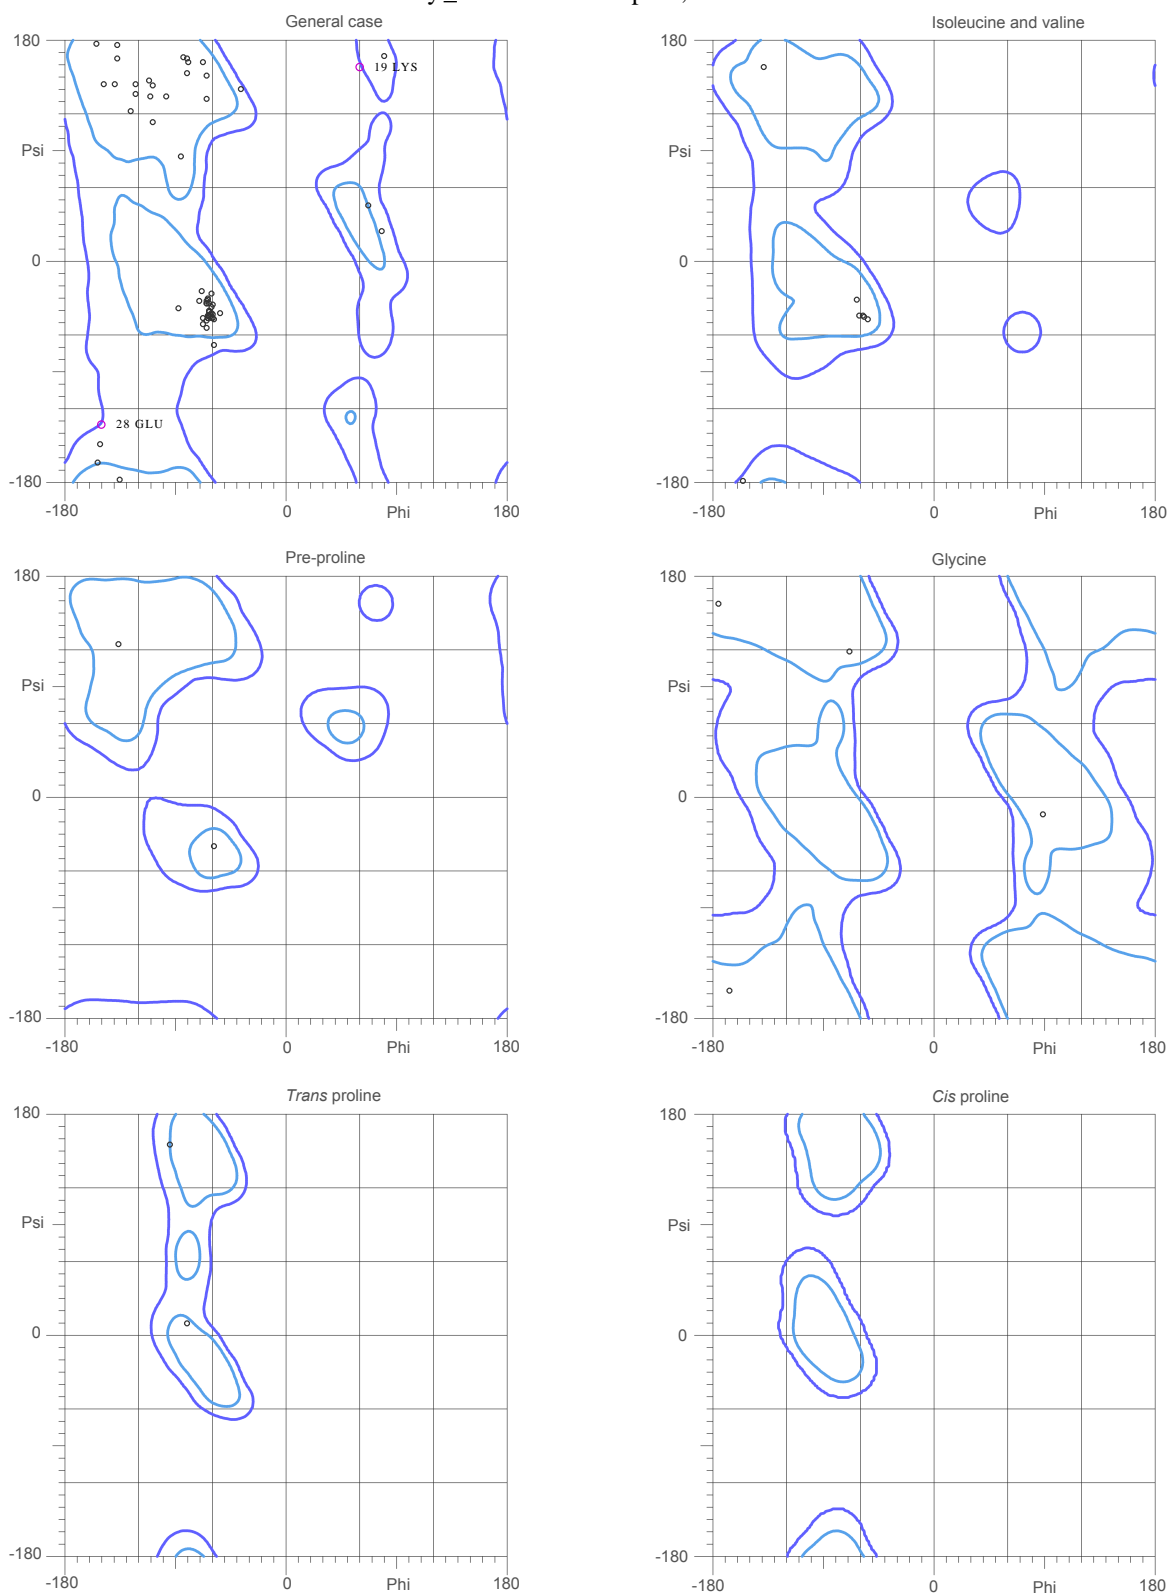 General case
180
Psi
0
-180
-180
0
Phi
180
19 LYS
28 GLU
Isoleucine and valine
180
Psi
0
-180
-180
0
Phi
180
Pre-proline
180
Psi
0
-180
-180
0
Phi
180
Glycine
180
Psi
0
-180
-180
0
Phi
180
Trans proline
180
Psi
0
-180
-180
0
Phi
180
Cis proline
180
Psi
0
-180
-180
0
Phi
180